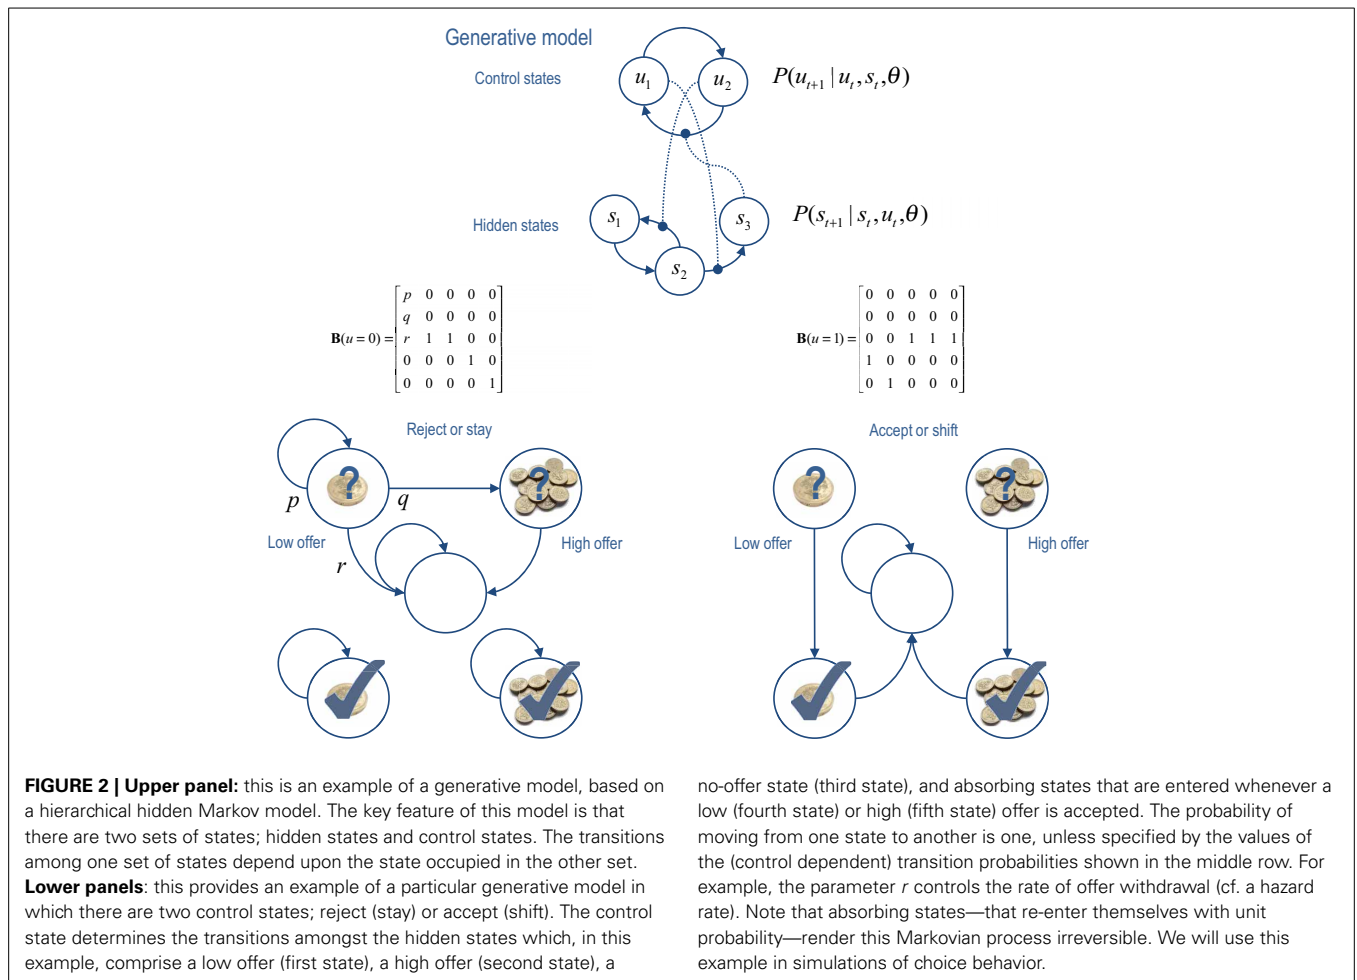 Generative model
Control states
u₁
u₂
P(uₜ₊₁ | uₜ, sₜ, θ)
Hidden states
s₁
s₂
s₃
P(sₜ₊₁ | sₜ, uₜ, θ)
B(u = 0) =
p 0 0 0 0
q 0 0 0 0
r 1 1 0 0
0 0 0 1 0
0 0 0 0 1
B(u = 1) =
0 0 0 0 0
0 0 0 0 0
0 0 1 1 1
1 0 0 0 0
0 1 0 0 0
Reject or stay
?
?
p
q
Low offer
High offer
r
Accept or shift
?
?
Low offer
High offer
FIGURE 2 | Upper panel: this is an example of a generative model, based on
a hierarchical hidden Markov model. The key feature of this model is that
there are two sets of states; hidden states and control states. The transitions
among one set of states depend upon the state occupied in the other set.
Lower panels: this provides an example of a particular generative model in
which there are two control states; reject (stay) or accept (shift). The control
state determines the transitions amongst the hidden states which, in this
example, comprise a low offer (first state), a high offer (second state), a
no-offer state (third state), and absorbing states that are entered whenever a
low (fourth state) or high (fifth state) offer is accepted. The probability of
moving from one state to another is one, unless specified by the values of
the (control dependent) transition probabilities shown in the middle row. For
example, the parameter r controls the rate of offer withdrawal (cf. a hazard
rate). Note that absorbing states—that re-enter themselves with unit
probability—render this Markovian process irreversible. We will use this
example in simulations of choice behavior.